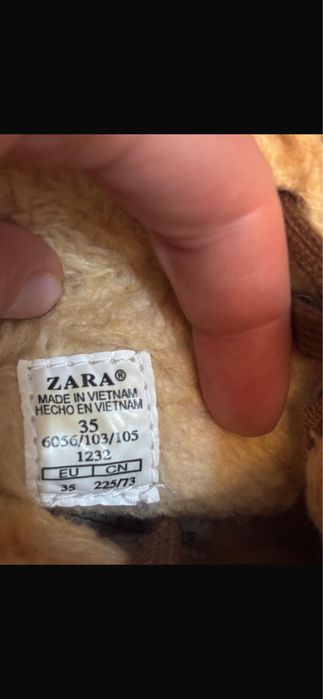 ZARA®
MADE IN VIETNAM
HECHO EN VIETNAM
35
6056/103/105
1232
EU CN
35 225/73